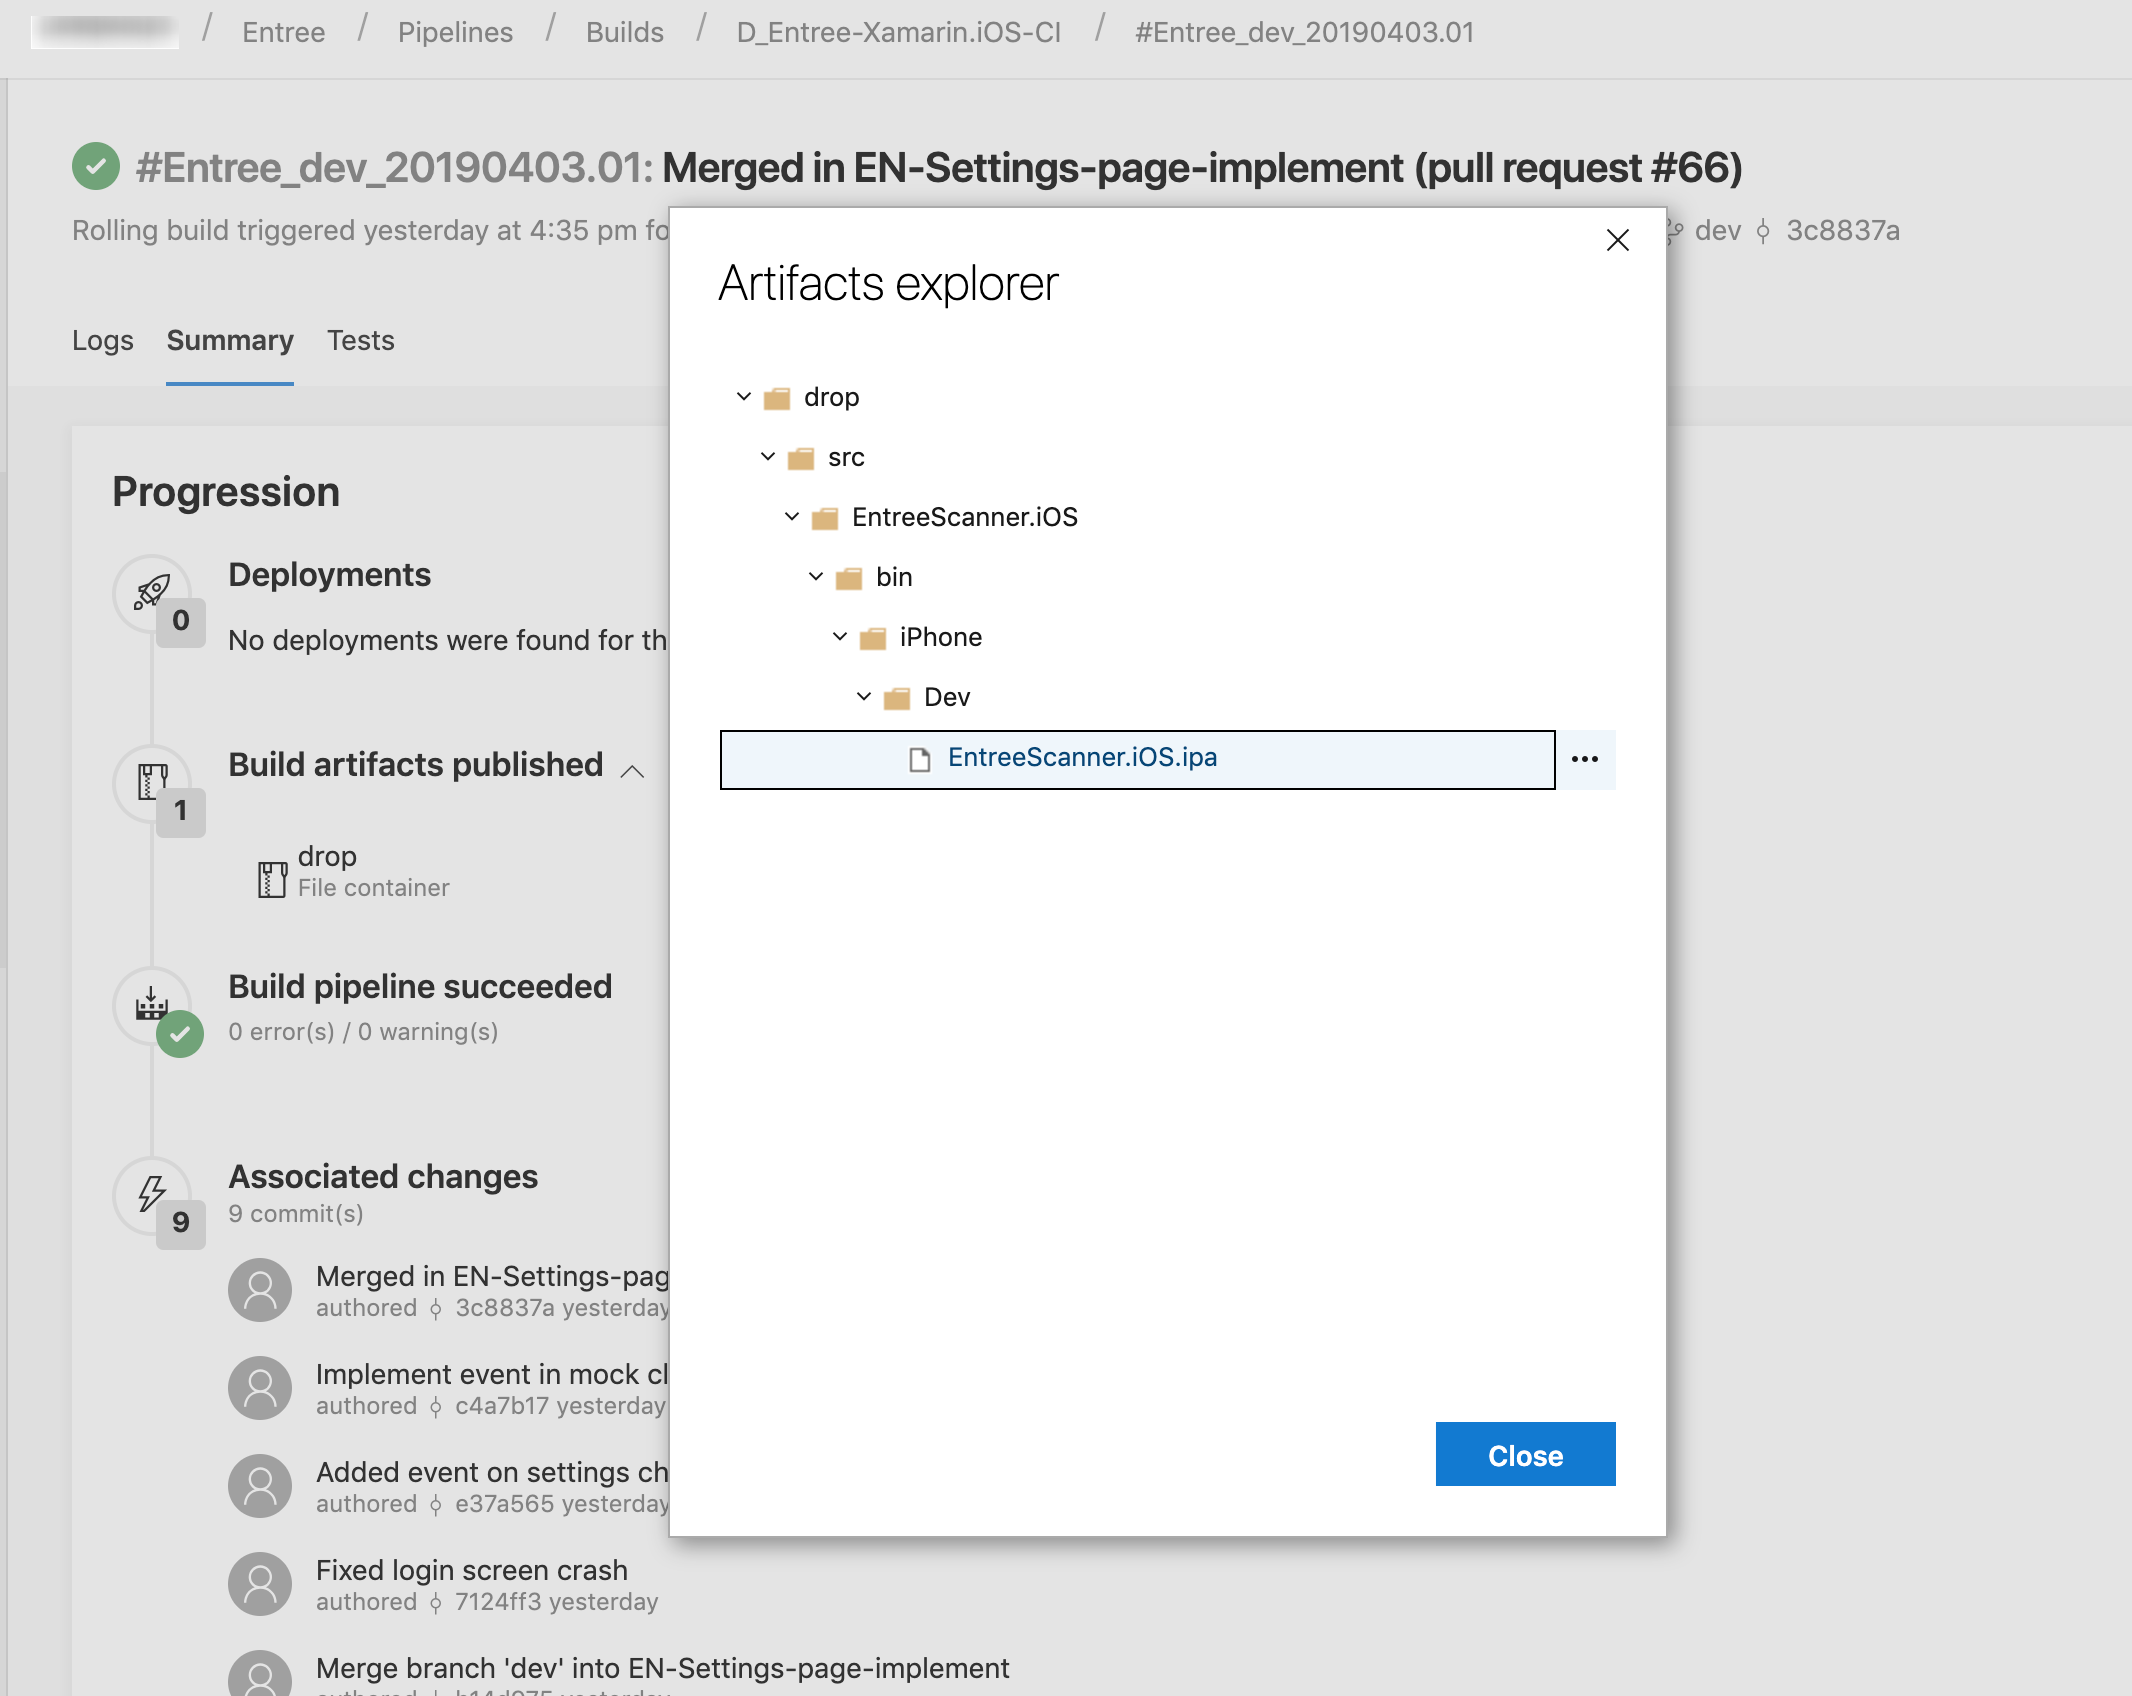 / Entree / Pipelines / Builds / D_Entree-Xamarin.iOS-CI / #Entree_dev_20190403.01
#Entree_dev_20190403.01: Merged in EN-Settings-page-implement (pull request #66)
Rolling build triggered yesterday at 4:35 pm fo
dev 3c8837a
Artifacts explorer
Logs Summary Tests
drop
src
EntreeScanner.iOS
bin
iPhone
Dev
EntreeScanner.iOS.ipa
Close
Progression
Deployments
0
No deployments were found for th
Build artifacts published
1
drop
File container
Build pipeline succeeded
0 error(s) / 0 warning(s)
Associated changes
9 commit(s)
9
Merged in EN-Settings-pag
authored 3c8837a yesterday
Implement event in mock cl
authored c4a7b17 yesterday
Added event on settings ch
authored e37a565 yesterday
Fixed login screen crash
authored 7124ff3 yesterday
Merge branch 'dev' into EN-Settings-page-implement